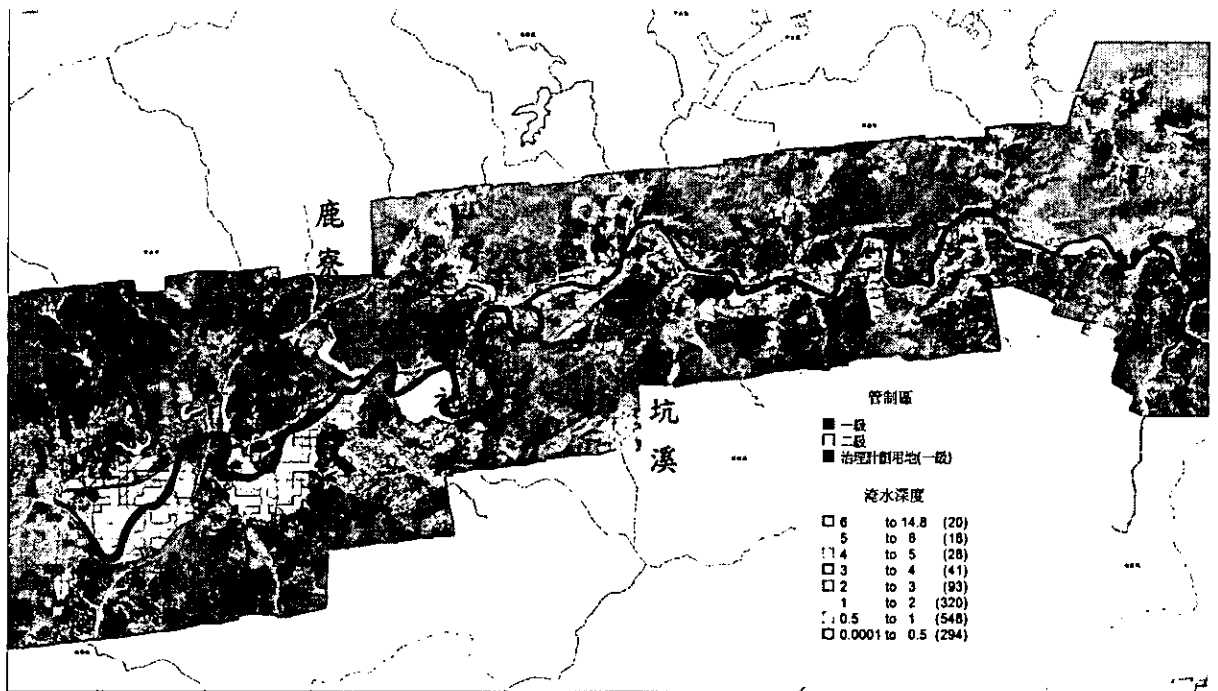 鹿
寮
坑
溪
管制區
一級
二級
治理計劃用地(一級)
淹水深度
6 to 14.8 (20)
5 to 6 (18)
4 to 5 (28)
3 to 4 (41)
2 to 3 (93)
1 to 2 (320)
0.5 to 1 (548)
0.0001 to 0.5 (294)